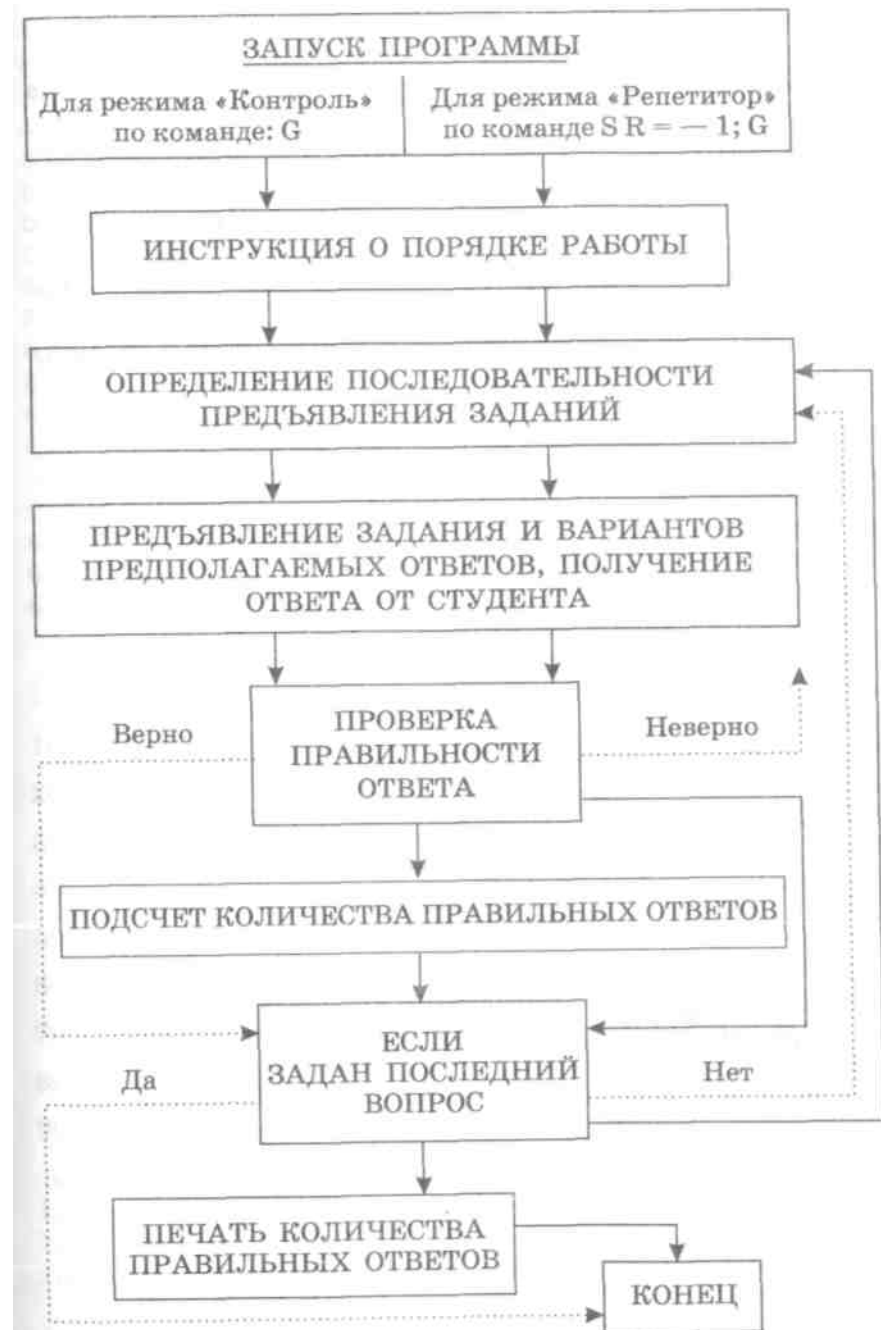 ЗАПУСК ПРОГРАММЫ
Для режима «Контроль»
по команде: G
Для режима «Репетитор»
по команде S R = — 1; G
ИНСТРУКЦИЯ О ПОРЯДКЕ РАБОТЫ
ОПРЕДЕЛЕНИЕ ПОСЛЕДОВАТЕЛЬНОСТИ
ПРЕДЪЯВЛЕНИЯ ЗАДАНИЙ
ПРЕДЪЯВЛЕНИЕ ЗАДАНИЯ И ВАРИАНТОВ
ПРЕДПОЛАГАЕМЫХ ОТВЕТОВ, ПОЛУЧЕНИЕ
ОТВЕТА ОТ СТУДЕНТА
Верно
ПРОВЕРКА
ПРАВИЛЬНОСТИ
ОТВЕТА
Неверно
ПОДСЧЕТ КОЛИЧЕСТВА ПРАВИЛЬНЫХ ОТВЕТОВ
Да
ЕСЛИ
ЗАДАН ПОСЛЕДНИЙ
ВОПРОС
Нет
ПЕЧАТЬ КОЛИЧЕСТВА
ПРАВИЛЬНЫХ ОТВЕТОВ
КОНЕЦ